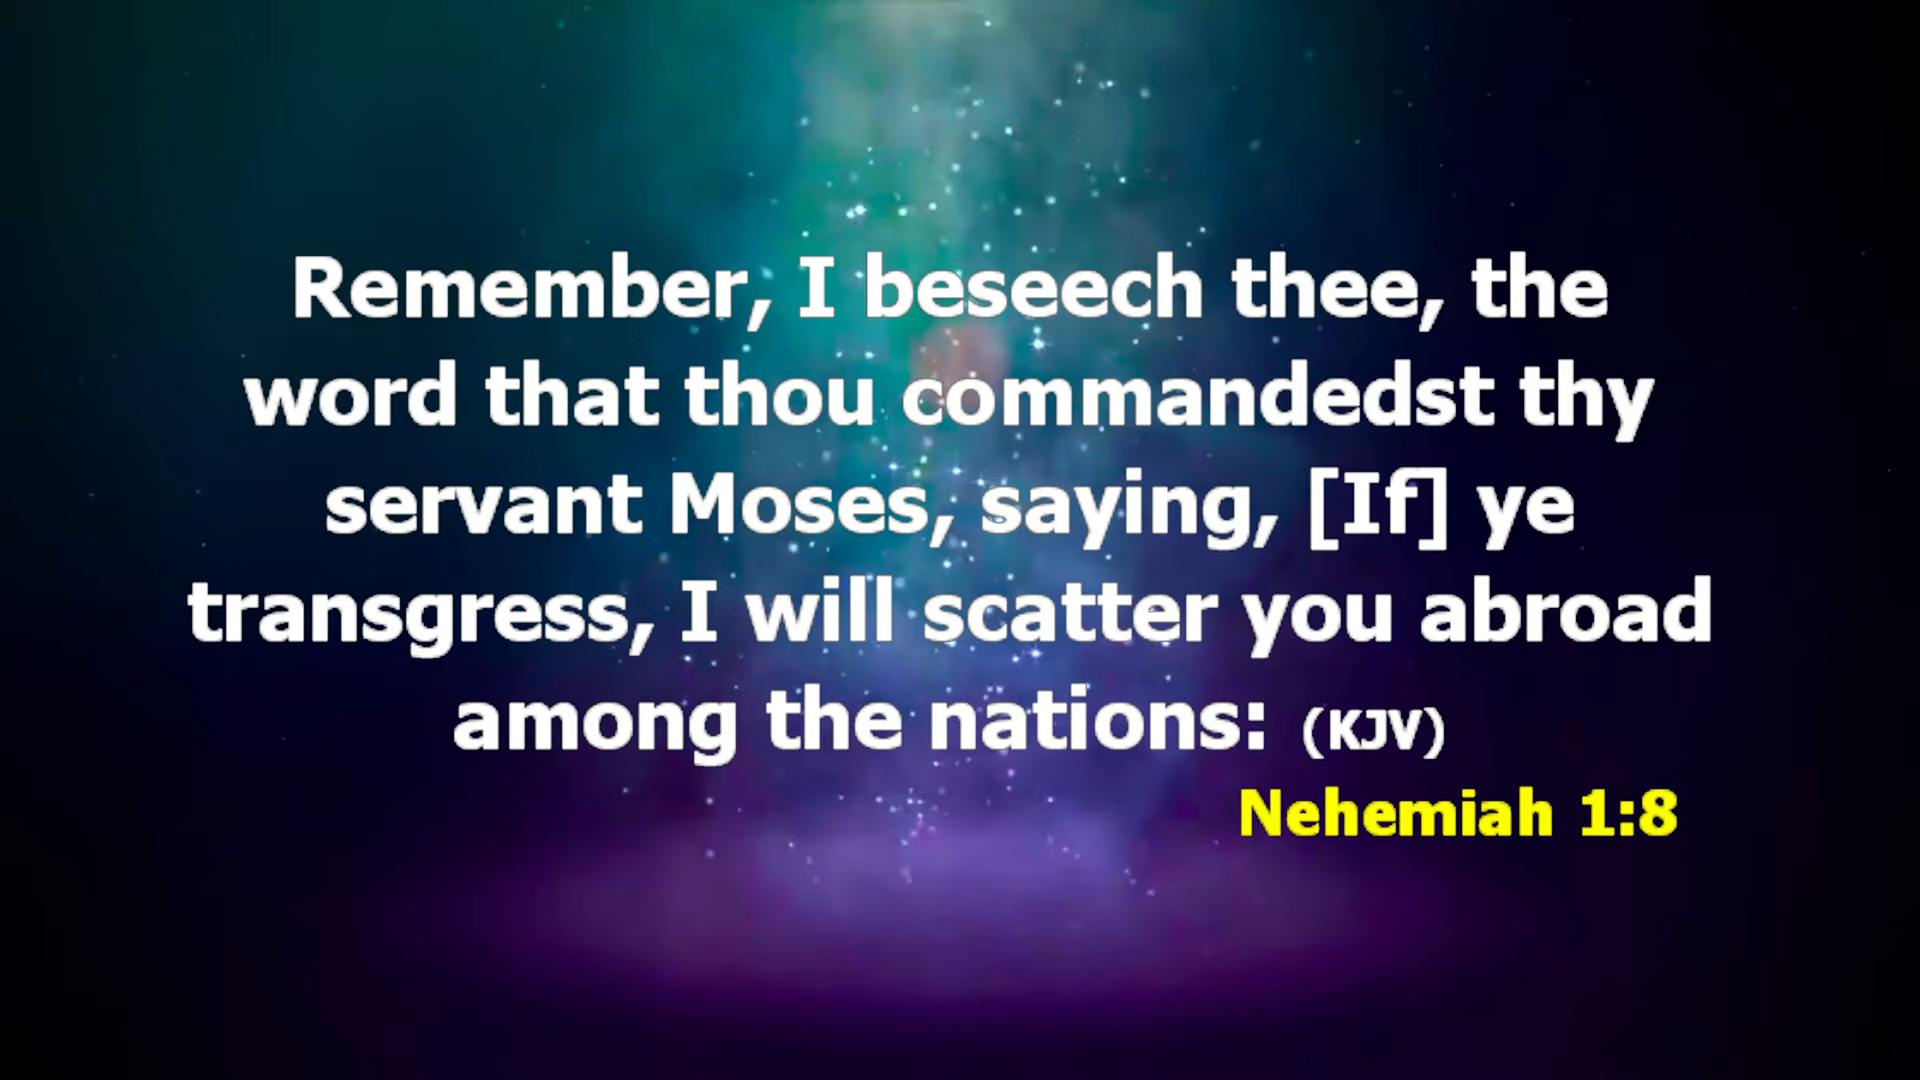 Remember, I beseech thee, the
word that thou commandedst thy
servant Moses, saying, [If] ye
transgress, I will scatter you abroad
among the nations: (KJV)
Nehemiah 1:8